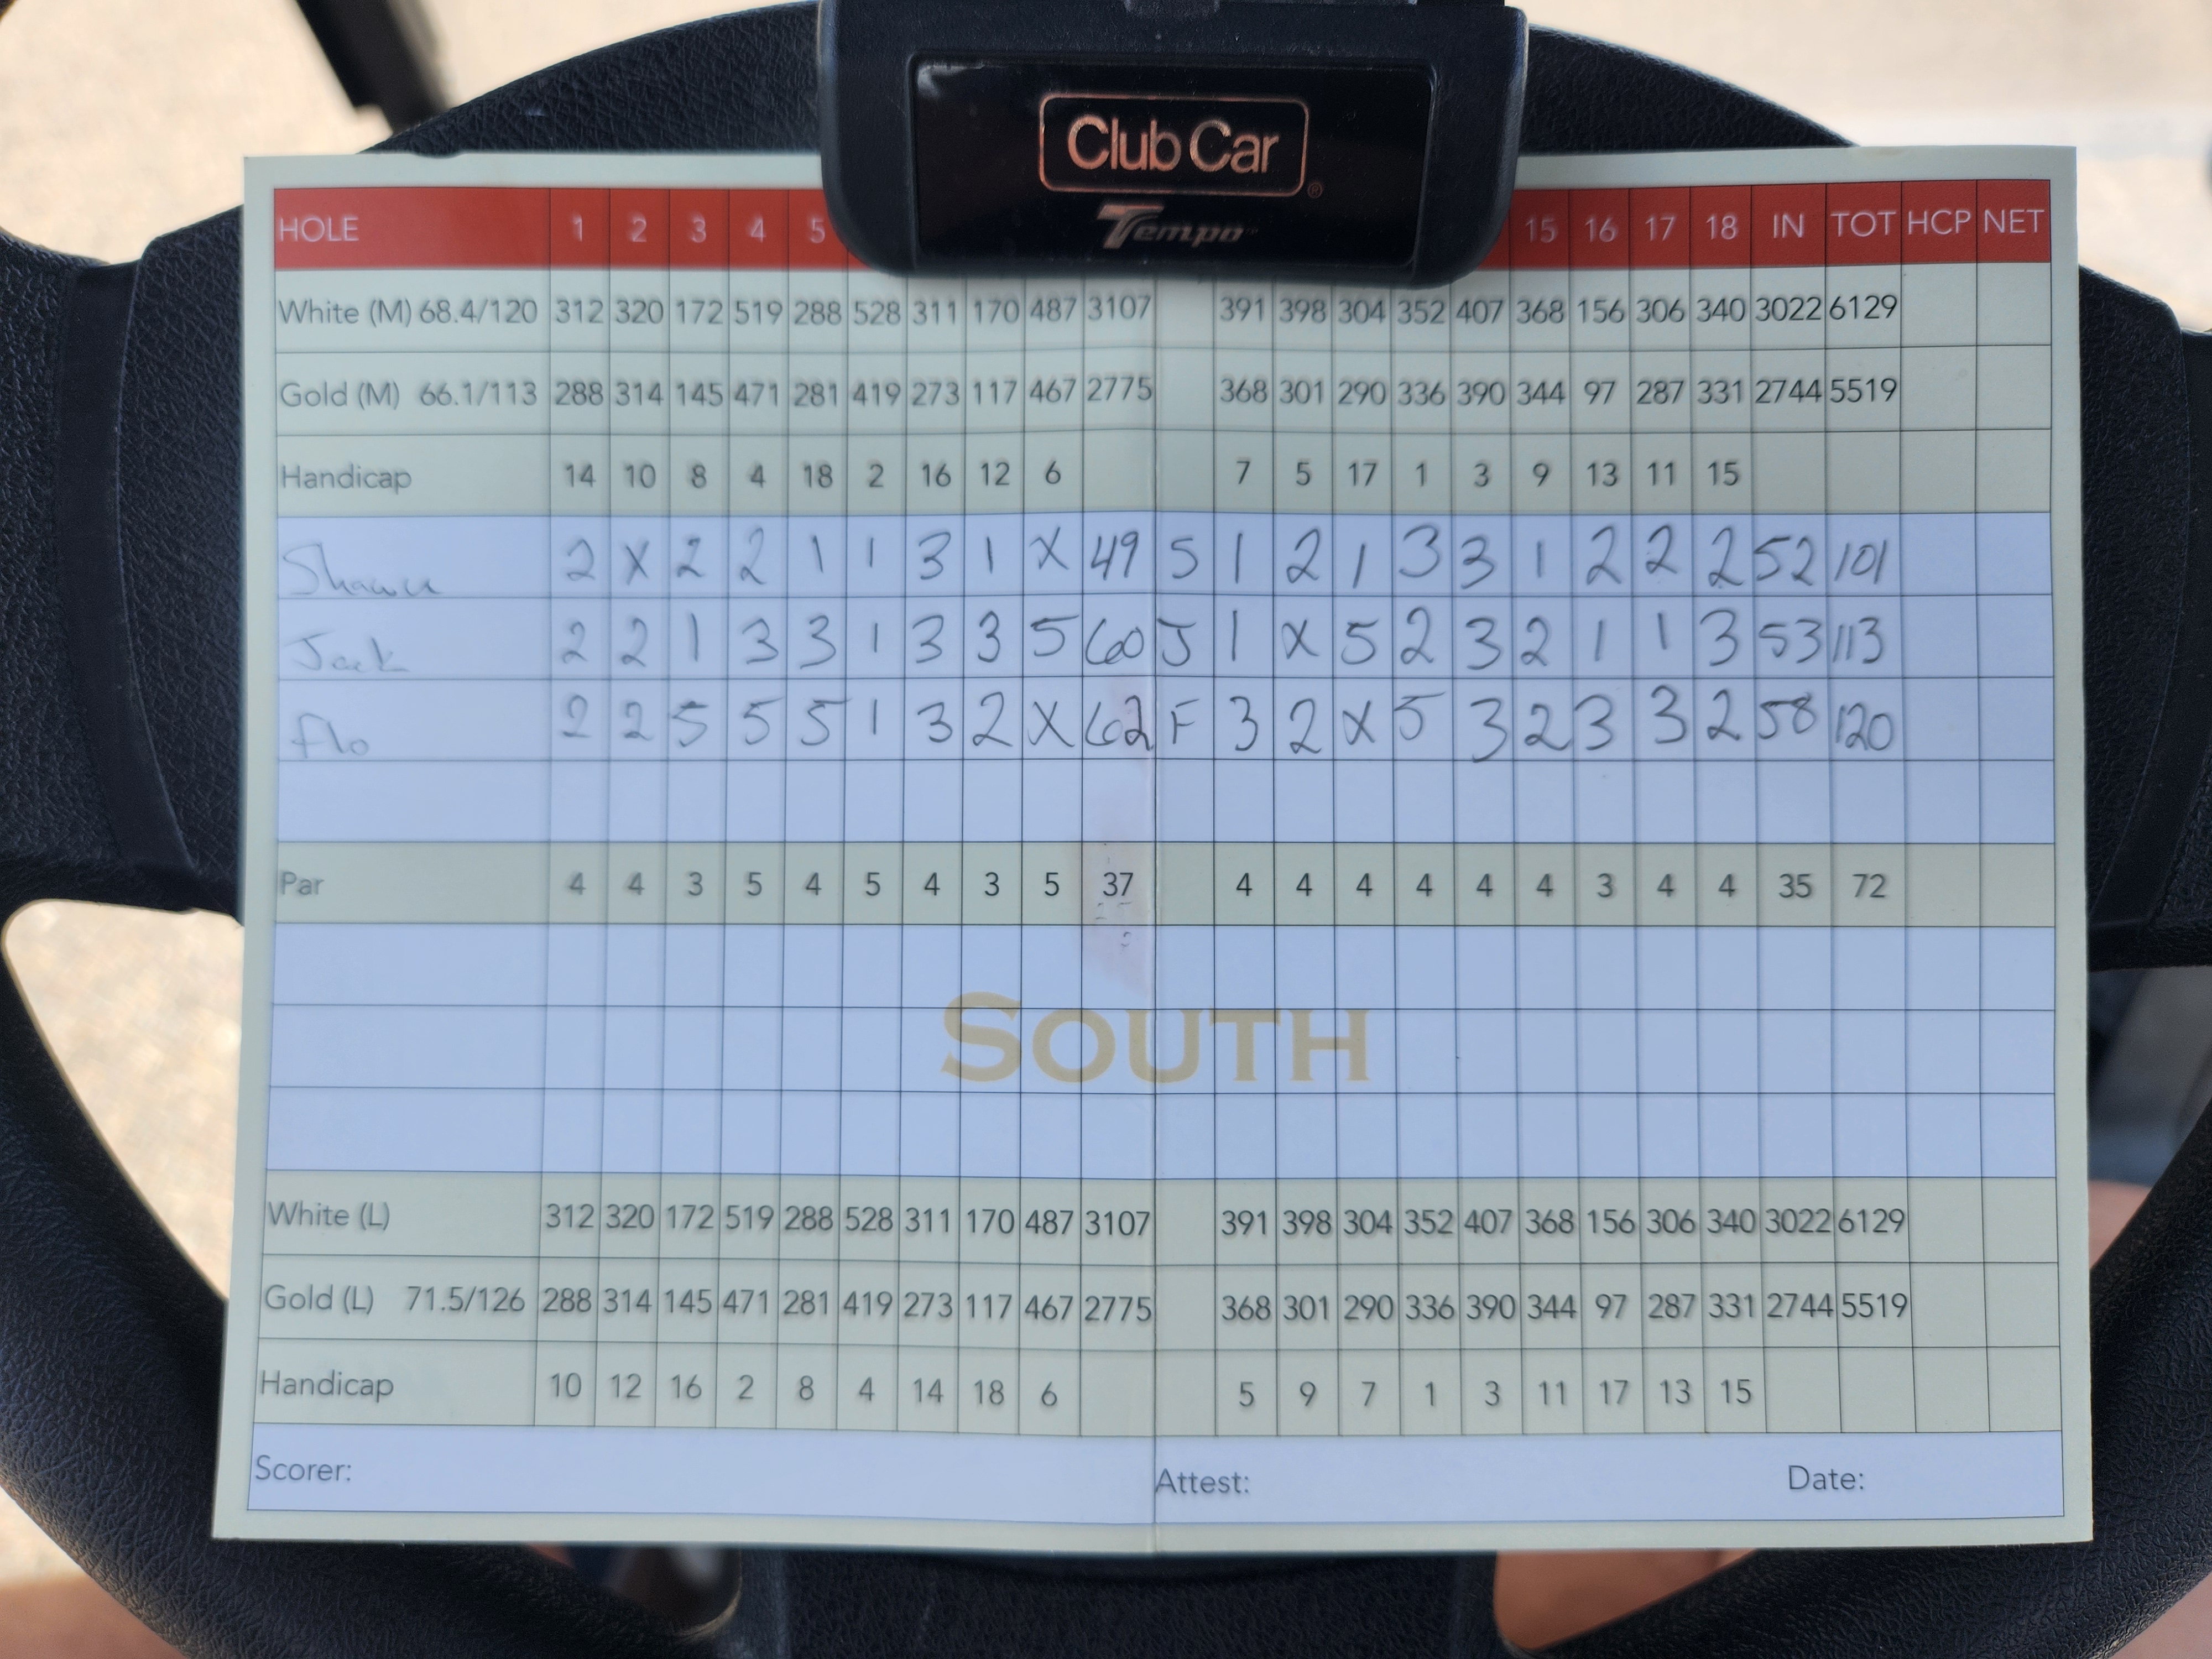 Club Car ®
Tempo
HOLE 1 2 3 4 5 15 16 17 18 IN TOT HCP NET
White (M) 68.4/120 312 320 172 519 288 528 311 170 487 3107 391 398 304 352 407 368 156 306 340 3022 6129
Gold (M) 66.1/113 288 314 145 471 281 419 273 117 467 2775 368 301 290 336 390 344 97 287 331 2744 5519
Handicap 14 10 8 4 18 2 16 12 6 7 5 17 1 3 9 13 11 15
Shawn 2 X 2 2 1 1 3 1 X 49 S 1 2 1 3 3 1 2 2 2 52 101
Jack 2 2 1 3 3 1 3 3 5 60 J 1 X 5 2 3 2 1 1 3 53 113
Flo 2 2 5 5 5 1 3 2 X 62 F 3 2 X 5 3 2 3 3 2 58 120
Par 4 4 3 5 4 5 4 3 5 37 4 4 4 4 4 4 3 4 4 35 72
SOUTH
White (L) 312 320 172 519 288 528 311 170 487 3107 391 398 304 352 407 368 156 306 340 3022 6129
Gold (L) 71.5/126 288 314 145 471 281 419 273 117 467 2775 368 301 290 336 390 344 97 287 331 2744 5519
Handicap 10 12 16 2 8 4 14 18 6 5 9 7 1 3 11 17 13 15
Scorer: Attest: Date: